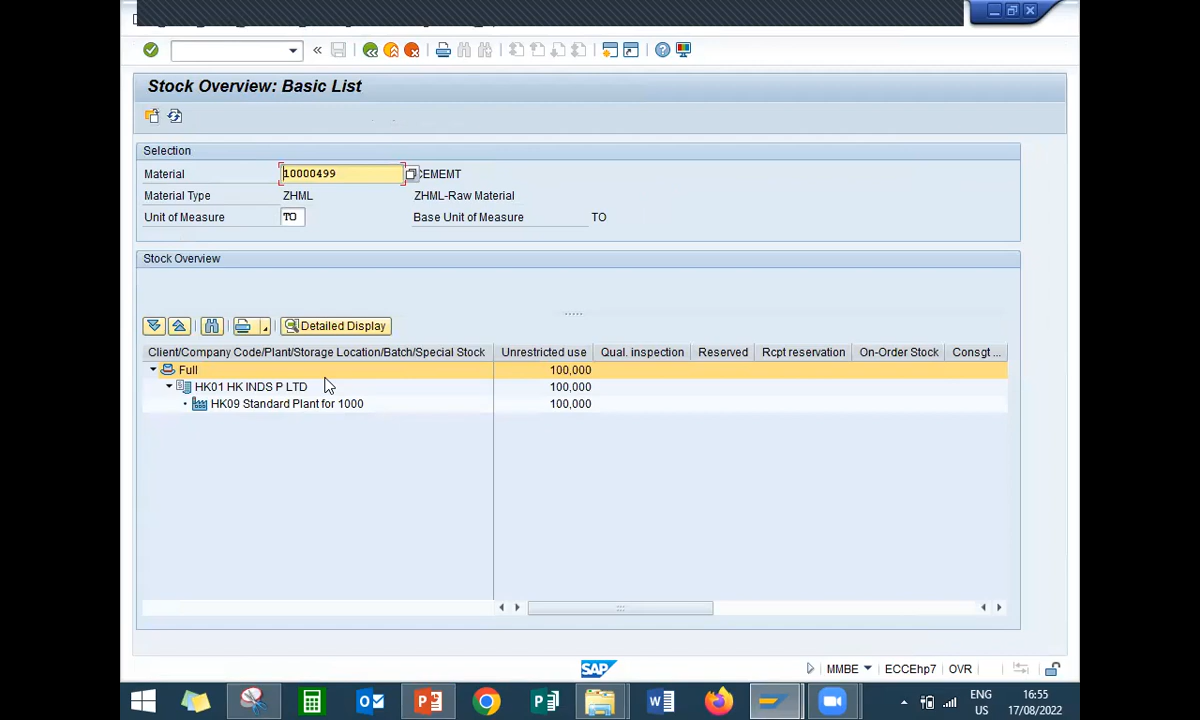 Stock Overview: Basic List
Selection
Material 10000499 CEMEMT
Material Type ZHML ZHML-Raw Material
Unit of Measure TO Base Unit of Measure TO
Stock Overview
Detailed Display
Client/Company Code/Plant/Storage Location/Batch/Special Stock Unrestricted use Qual. inspection Reserved Rcpt reservation On-Order Stock Consgt ...
Full 100,000
HK01 HK INDS P LTD 100,000
HK09 Standard Plant for 1000 100,000
SAP MMBE ECCEhp7 OVR
ENG 16:55
US 17/08/2022